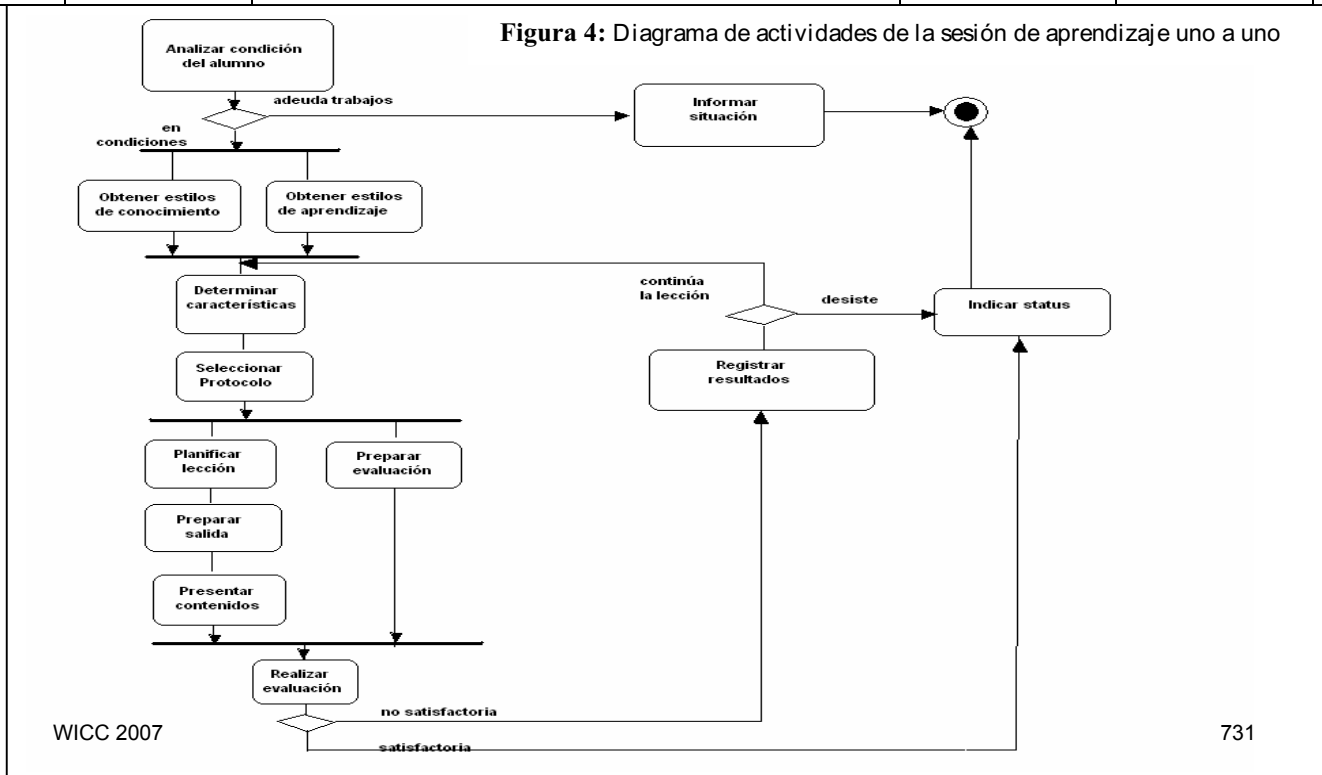 Figura 4: Diagrama de actividades de la sesión de aprendizaje uno a uno
Analizar condición
del alumno
adeuda trabajos
Informar
situación
en
condiciones
Obtener estilos
de conocimiento
Obtener estilos
de aprendizaje
continúa
la lección
Determinar
características
desiste
Indicar status
Seleccionar
Protocolo
Registrar
resultados
Planificar
lección
Preparar
evaluación
Preparar
salida
Presentar
contenidos
Realizar
evaluación
no satisfactoria
satisfactoria
WICC 2007
731